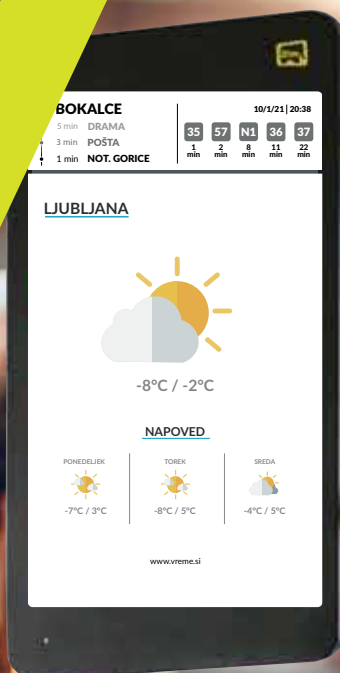 BOKALCE
5 min DRAMA
3 min POŠTA
1 min NOT. GORICE
10/1/21 | 20:38
35 57 N1 36 37
1 min 2 min 8 min 11 min 22 min
LJUBLJANA
-8°C / -2°C
NAPOVED
PONEDELJEK TOREK SREDA
-7°C / 3°C -8°C / 5°C -4°C / 5°C
www.vreme.si